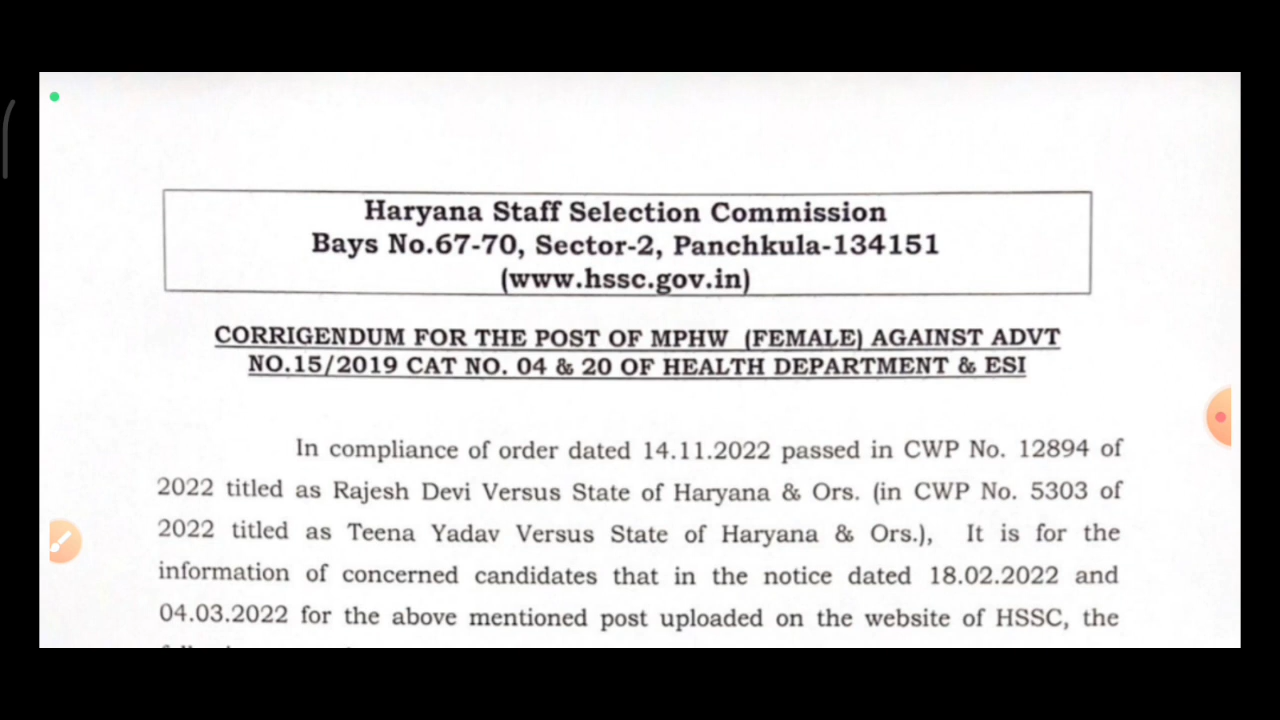 Haryana Staff Selection Commission
Bays No.67-70, Sector-2, Panchkula-134151
(www.hssc.gov.in)
CORRIGENDUM FOR THE POST OF MPHW (FEMALE) AGAINST ADVT
NO.15/2019 CAT NO. 04 & 20 OF HEALTH DEPARTMENT & ESI
In compliance of order dated 14.11.2022 passed in CWP No. 12894 of
2022 titled as Rajesh Devi Versus State of Haryana & Ors. (in CWP No. 5303 of
2022 titled as Teena Yadav Versus State of Haryana & Ors.), It is for the
information of concerned candidates that in the notice dated 18.02.2022 and
04.03.2022 for the above mentioned post uploaded on the website of HSSC, the